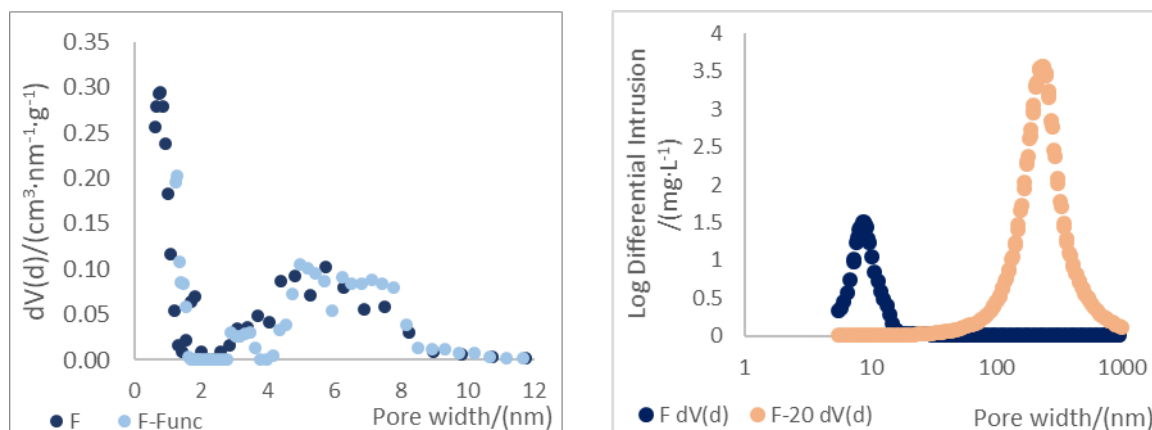 dV(d)/(cm³·nm⁻¹·g⁻¹)
0.35
0.30
0.25
0.20
0.15
0.10
0.05
0.00
0 2 4 6 8 10 12
Pore width/(nm)
F F-Func
Log Differential Intrusion
/(mg·L⁻¹)
4
3.5
3
2.5
2
1.5
1
0.5
0
1 10 100 1000
F dV(d) F-20 dV(d) Pore width/(nm)